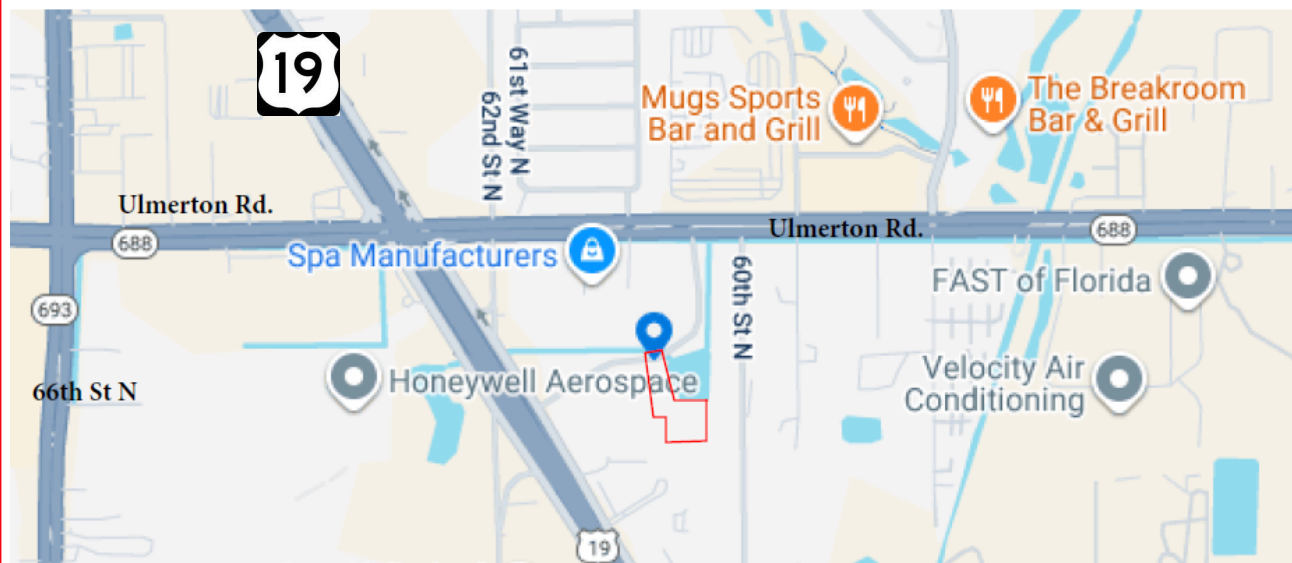 19
61st Way N
62nd St N
Mugs Sports
Bar and Grill
The Breakroom
Bar & Grill
Ulmerton Rd.
688
Spa Manufacturers
Ulmerton Rd.
688
693
60th St N
FAST of Florida
66th St N
Honeywell Aerospace
Velocity Air
Conditioning
19